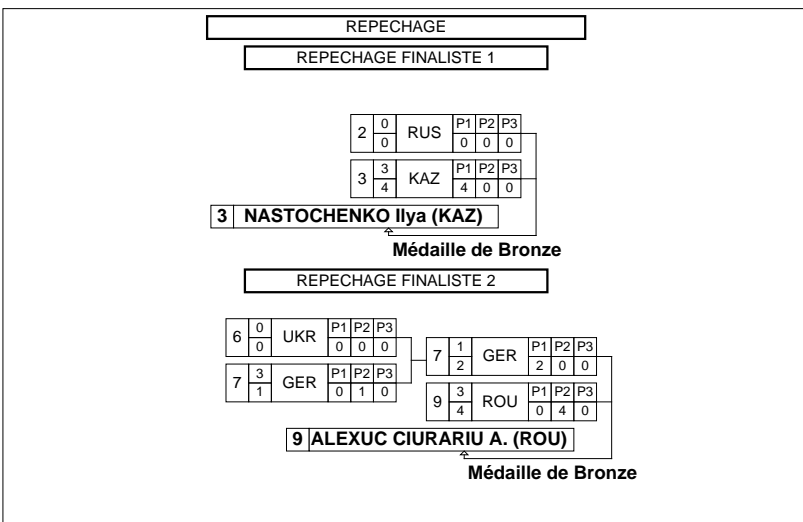 REPECHAGE
REPECHAGE FINALISTE 1
2 0 RUS P1 P2 P3
0 0 0 0
3 3 KAZ P1 P2 P3
4 4 0 0
3 NASTOCHENKO Ilya (KAZ)
Médaille de Bronze
REPECHAGE FINALISTE 2
6 0 UKR P1 P2 P3
0 0 0 0
7 3 GER P1 P2 P3
1 0 1 0
7 1 GER P1 P2 P3
2 2 0 0
9 3 ROU P1 P2 P3
4 0 4 0
9 ALEXUC CIURARIU A. (ROU)
Médaille de Bronze